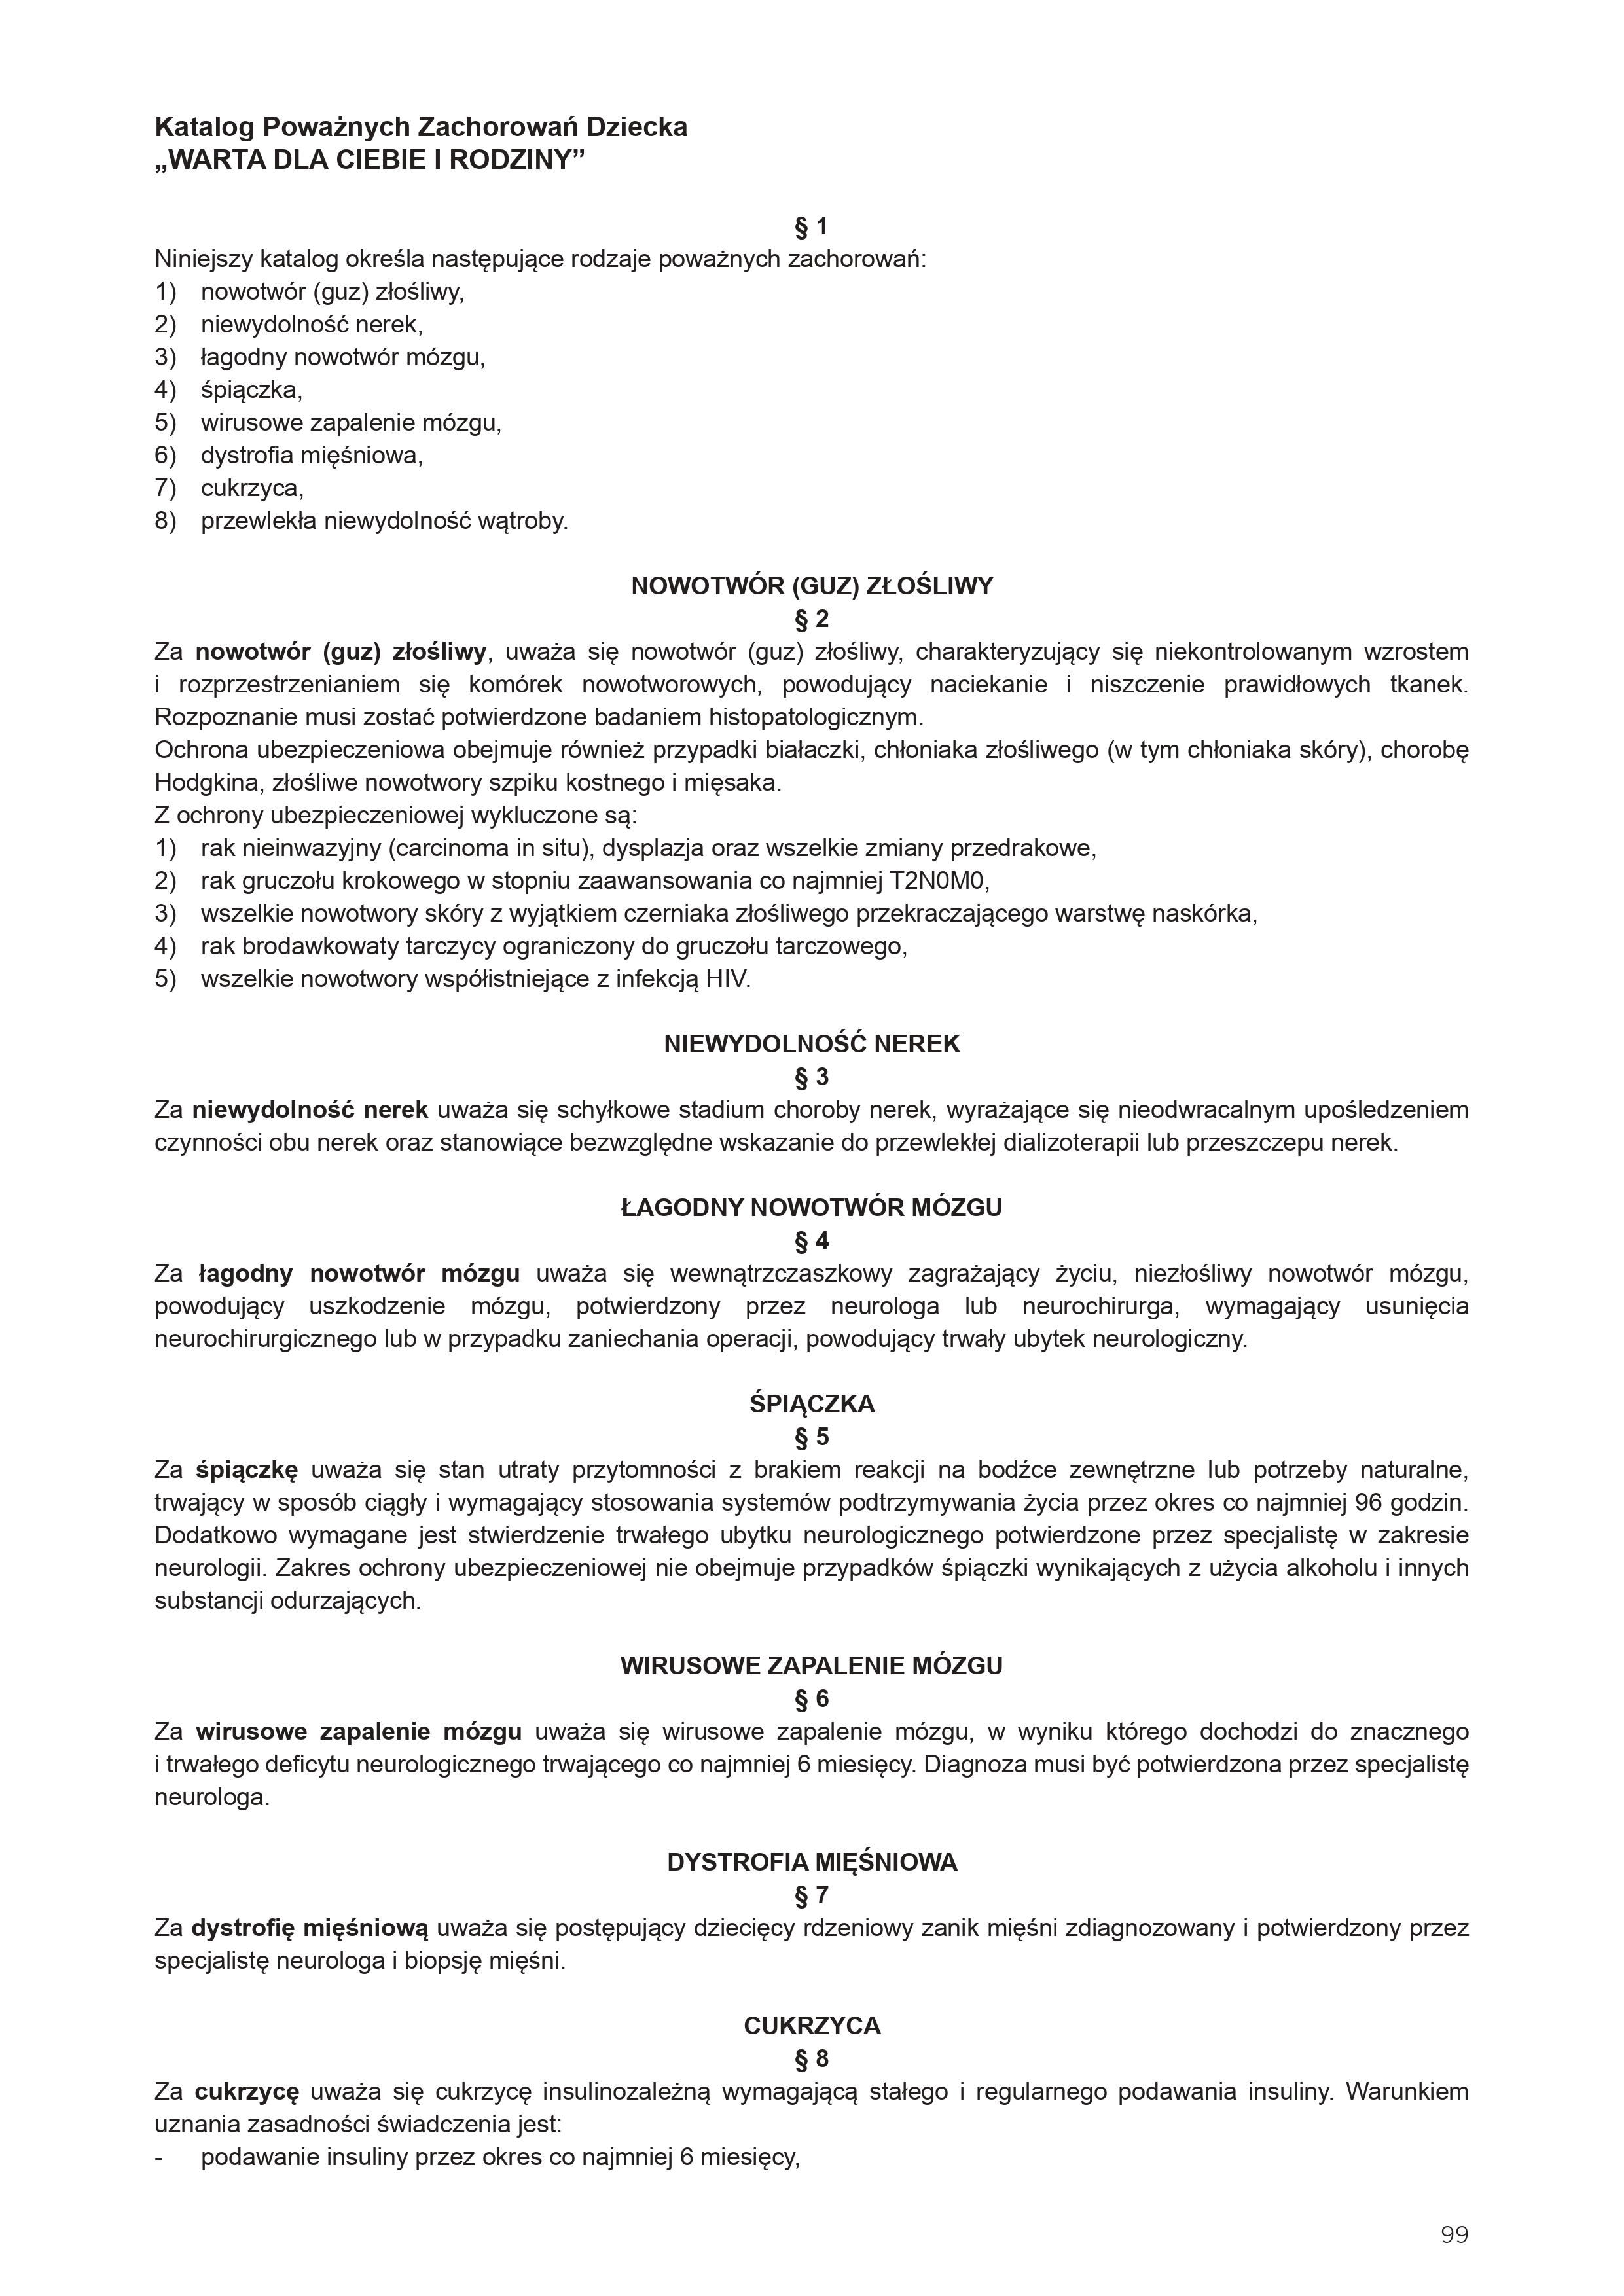 Katalog Poważnych Zachorowań Dziecka
„WARTA DLA CIEBIE I RODZINY”
§ 1
Niniejszy katalog określa następujące rodzaje poważnych zachorowań:
1) nowotwór (guz) złośliwy,
2) niewydolność nerek,
3) łagodny nowotwór mózgu,
4) śpiączka,
5) wirusowe zapalenie mózgu,
6) dystrofia mięśniowa,
7) cukrzyca,
8) przewlekła niewydolność wątroby.
NOWOTWÓR (GUZ) ZŁOŚLIWY
§ 2
Za nowotwór (guz) złośliwy, uważa się nowotwór (guz) złośliwy, charakteryzujący się niekontrolowanym wzrostem
i rozprzestrzenianiem się komórek nowotworowych, powodujący naciekanie i niszczenie prawidłowych tkanek.
Rozpoznanie musi zostać potwierdzone badaniem histopatologicznym.
Ochrona ubezpieczeniowa obejmuje również przypadki białaczki, chłoniaka złośliwego (w tym chłoniaka skóry), chorobę
Hodgkina, złośliwe nowotwory szpiku kostnego i mięsaka.
Z ochrony ubezpieczeniowej wykluczone są:
1) rak nieinwazyjny (carcinoma in situ), dysplazja oraz wszelkie zmiany przedrakowe,
2) rak gruczołu krokowego w stopniu zaawansowania co najmniej T2N0M0,
3) wszelkie nowotwory skóry z wyjątkiem czerniaka złośliwego przekraczającego warstwę naskórka,
4) rak brodawkowaty tarczycy ograniczony do gruczołu tarczowego,
5) wszelkie nowotwory współistniejące z infekcją HIV.
NIEWYDOLNOŚĆ NEREK
§ 3
Za niewydolność nerek uważa się schyłkowe stadium choroby nerek, wyrażające się nieodwracalnym upośledzeniem
czynności obu nerek oraz stanowiące bezwzględne wskazanie do przewlekłej dializoterapii lub przeszczepu nerek.
ŁAGODNY NOWOTWÓR MÓZGU
§ 4
Za łagodny nowotwór mózgu uważa się wewnątrzczaszkowy zagrażający życiu, niezłośliwy nowotwór mózgu,
powodujący uszkodzenie mózgu, potwierdzony przez neurologa lub neurochirurga, wymagający usunięcia
neurochirurgicznego lub w przypadku zaniechania operacji, powodujący trwały ubytek neurologiczny.
ŚPIĄCZKA
§ 5
Za śpiączkę uważa się stan utraty przytomności z brakiem reakcji na bodźce zewnętrzne lub potrzeby naturalne,
trwający w sposób ciągły i wymagający stosowania systemów podtrzymywania życia przez okres co najmniej 96 godzin.
Dodatkowo wymagane jest stwierdzenie trwałego ubytku neurologicznego potwierdzone przez specjalistę w zakresie
neurologii. Zakres ochrony ubezpieczeniowej nie obejmuje przypadków śpiączki wynikających z użycia alkoholu i innych
substancji odurzających.
WIRUSOWE ZAPALENIE MÓZGU
§ 6
Za wirusowe zapalenie mózgu uważa się wirusowe zapalenie mózgu, w wyniku którego dochodzi do znacznego
i trwałego deficytu neurologicznego trwającego co najmniej 6 miesięcy. Diagnoza musi być potwierdzona przez specjalistę
neurologa.
DYSTROFIA MIĘŚNIOWA
§ 7
Za dystrofię mięśniową uważa się postępujący dziecięcy rdzeniowy zanik mięśni zdiagnozowany i potwierdzony przez
specjalistę neurologa i biopsję mięśni.
CUKRZYCA
§ 8
Za cukrzycę uważa się cukrzycę insulinozależną wymagającą stałego i regularnego podawania insuliny. Warunkiem
uznania zasadności świadczenia jest:
- podawanie insuliny przez okres co najmniej 6 miesięcy,
99